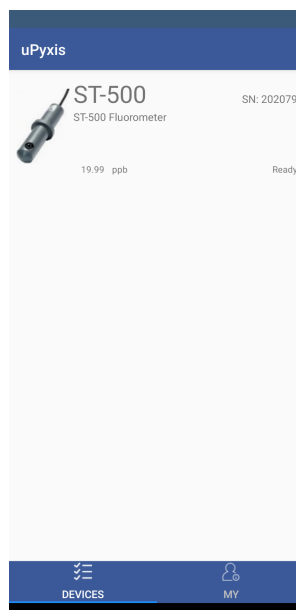 uPyxis
ST-500
SN: 202079
ST-500 Fluorometer
19.99 ppb
Ready
DEVICES
MY